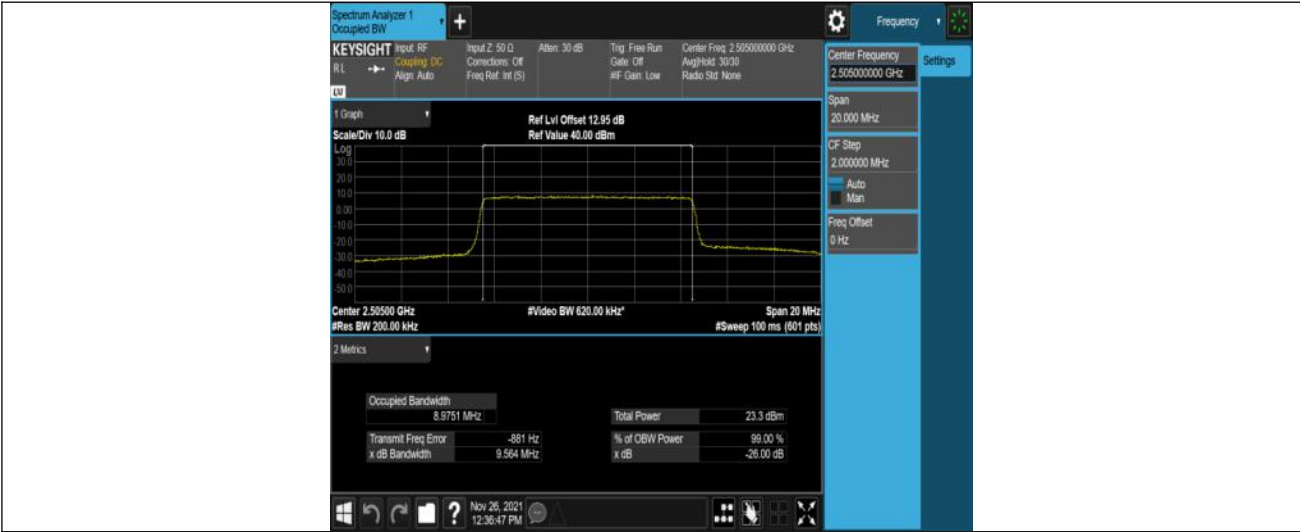 Spectrum Analyzer 1
Occupied BW
+
Frequency
KEYSIGHT
RL
Input: RF
Coupling: DC
Align: Auto
Input Z: 50 Ω
Corrections: Off
Freq Ref: Int (S)
Atten: 30 dB
Trig: Free Run
Gate: Off
#IF Gain: Low
Center Freq: 2.505000000 GHz
Avg|Hold: 30/30
Radio Std: None
Center Frequency
2.505000000 GHz
Settings
Span
20.000 MHz
CF Step
2.000000 MHz
Auto
Man
Freq Offset
0 Hz
1 Graph
Scale/Div 10.0 dB
Ref Lvl Offset 12.95 dB
Ref Value 40.00 dBm
Log
30.0
20.0
10.0
0.00
-10.0
-20.0
-30.0
-40.0
-50.0
Center 2.50500 GHz
#Res BW 200.00 kHz
#Video BW 620.00 kHz*
Span 20 MHz
#Sweep 100 ms (601 pts)
2 Metrics
Occupied Bandwidth
8.9751 MHz
Transmit Freq Error -881 Hz
x dB Bandwidth 9.564 MHz
Total Power 23.3 dBm
% of OBW Power 99.00 %
x dB -26.00 dB
?
Nov 26, 2021
12:36:47 PM